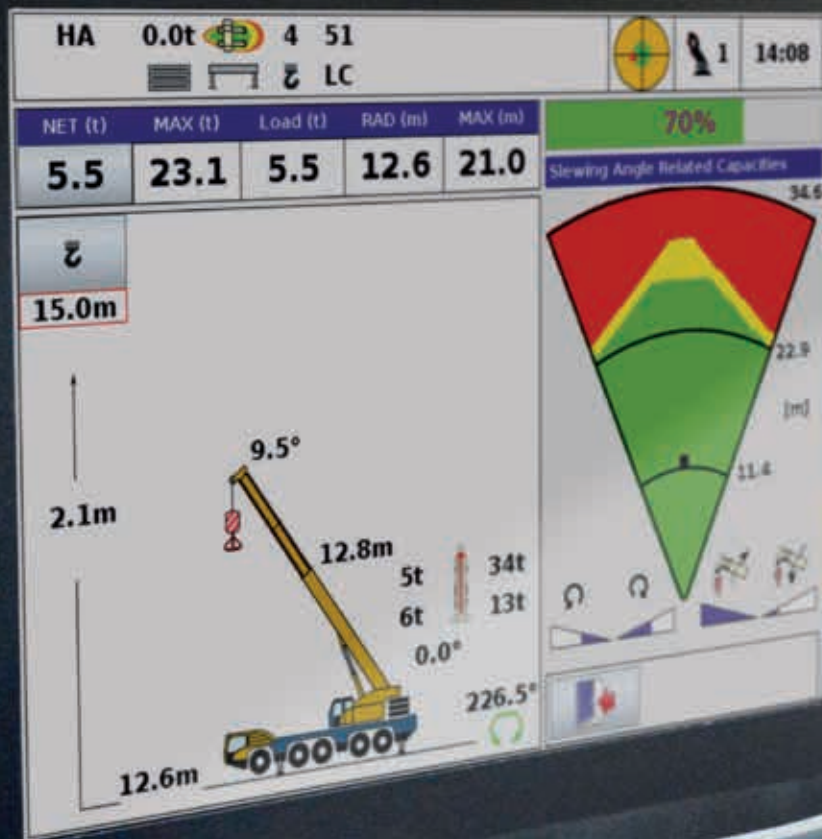 HA 0.0t 4 51
LC
1 14:08
NET (t) MAX (t) Load (t) RAD (m) MAX (m)
5.5 23.1 5.5 12.6 21.0
70%
Slewing Angle Related Capacities
34.6
15.0m
22.9
[m]
11.4
9.5°
2.1m
12.8m
5t 34t
6t 13t
0.0°
226.5°
12.6m